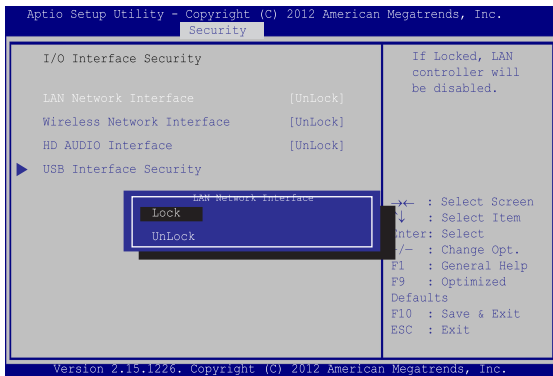 Aptio Setup Utility – Copyright (C) 2012 American Megatrends, Inc.
Security
I/O Interface Security
LAN Network Interface [UnLock]
Wireless Network Interface [UnLock]
HD AUDIO Interface [UnLock]
USB Interface Security
LAN Network Interface
Lock
UnLock
If Locked, LAN
controller will
be disabled.
→← : Select Screen
↑↓ : Select Item
Enter: Select
+/— : Change Opt.
F1 : General Help
F9 : Optimized
Defaults
F10 : Save & Exit
ESC : Exit
Version 2.15.1226. Copyright (C) 2012 American Megatrends, Inc.